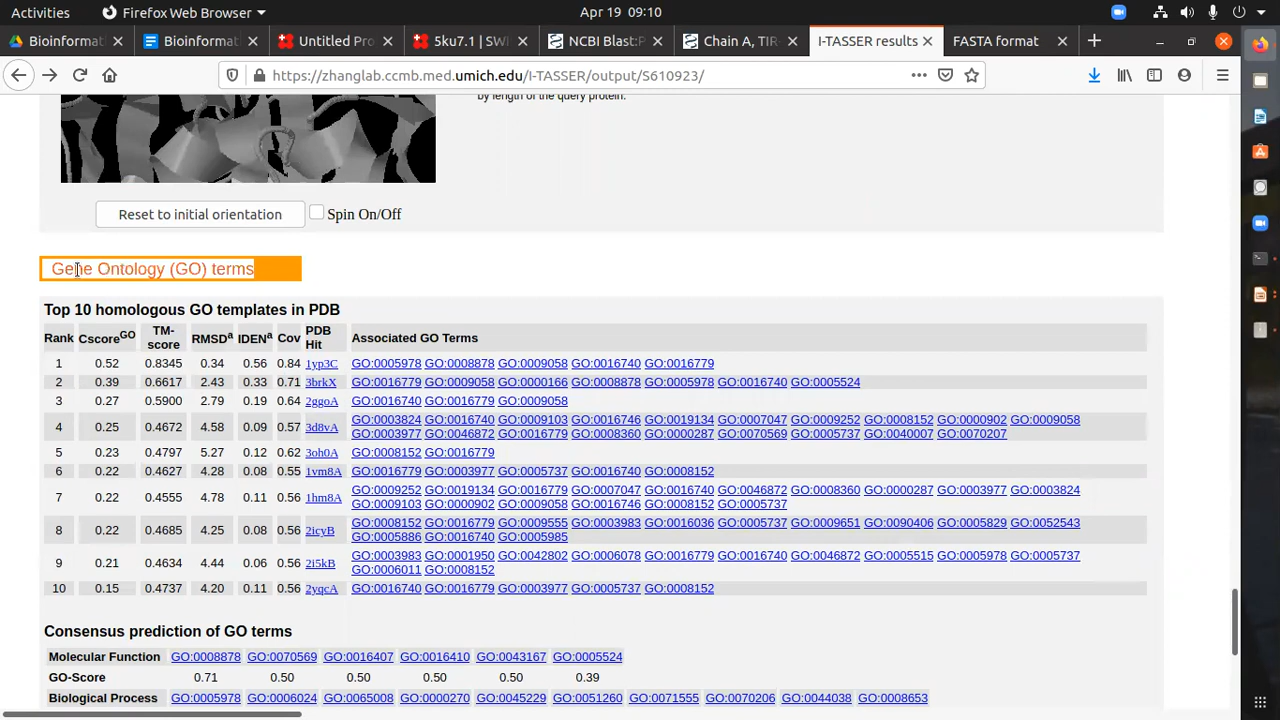 Activities Firefox Web Browser Apr 19 09:10
Bioinformat Bioinformat Untitled Pro 5ku7.1 | SWI NCBI Blast:P Chain A, TIR- I-TASSER results FASTA format
https://zhanglab.ccmb.med.umich.edu/I-TASSER/output/S610923/
by length of the query protein.
Reset to initial orientation Spin On/Off
Gene Ontology (GO) terms
Top 10 homologous GO templates in PDB
Rank CscoreGO TM-score RMSDa IDENa Cov PDB Hit Associated GO Terms
1 0.52 0.8345 0.34 0.56 0.84 1yp3C GO:0005978 GO:0008878 GO:0009058 GO:0016740 GO:0016779
2 0.39 0.6617 2.43 0.33 0.71 3brkX GO:0016779 GO:0009058 GO:0000166 GO:0008878 GO:0005978 GO:0016740 GO:0005524
3 0.27 0.5900 2.79 0.19 0.64 2ggoA GO:0016740 GO:0016779 GO:0009058
4 0.25 0.4672 4.58 0.09 0.57 3d8vA GO:0003824 GO:0016740 GO:0009103 GO:0016746 GO:0019134 GO:0007047 GO:0009252 GO:0008152 GO:0000902 GO:0009058
GO:0003977 GO:0046872 GO:0016779 GO:0008360 GO:0000287 GO:0070569 GO:0005737 GO:0040007 GO:0070207
5 0.23 0.4797 5.27 0.12 0.62 3oh0A GO:0008152 GO:0016779
6 0.22 0.4627 4.28 0.08 0.55 1vm8A GO:0016779 GO:0003977 GO:0005737 GO:0016740 GO:0008152
7 0.22 0.4555 4.78 0.11 0.56 1hm8A GO:0009252 GO:0019134 GO:0016779 GO:0007047 GO:0016740 GO:0046872 GO:0008360 GO:0000287 GO:0003977 GO:0003824
GO:0009103 GO:0000902 GO:0009058 GO:0016746 GO:0008152 GO:0005737
8 0.22 0.4685 4.25 0.08 0.56 2icyB GO:0008152 GO:0016779 GO:0009555 GO:0003983 GO:0016036 GO:0005737 GO:0009651 GO:0090406 GO:0005829 GO:0052543
GO:0005886 GO:0016740 GO:0005985
9 0.21 0.4634 4.44 0.06 0.56 2i5kB GO:0003983 GO:0001950 GO:0042802 GO:0006078 GO:0016779 GO:0016740 GO:0046872 GO:0005515 GO:0005978 GO:0005737
GO:0006011 GO:0008152
10 0.15 0.4737 4.20 0.11 0.56 2yqcA GO:0016740 GO:0016779 GO:0003977 GO:0005737 GO:0008152
Consensus prediction of GO terms
Molecular Function GO:0008878 GO:0070569 GO:0016407 GO:0016410 GO:0043167 GO:0005524
GO-Score 0.71 0.50 0.50 0.50 0.50 0.39
Biological Process GO:0005978 GO:0006024 GO:0065008 GO:0000270 GO:0045229 GO:0051260 GO:0071555 GO:0070206 GO:0044038 GO:0008653